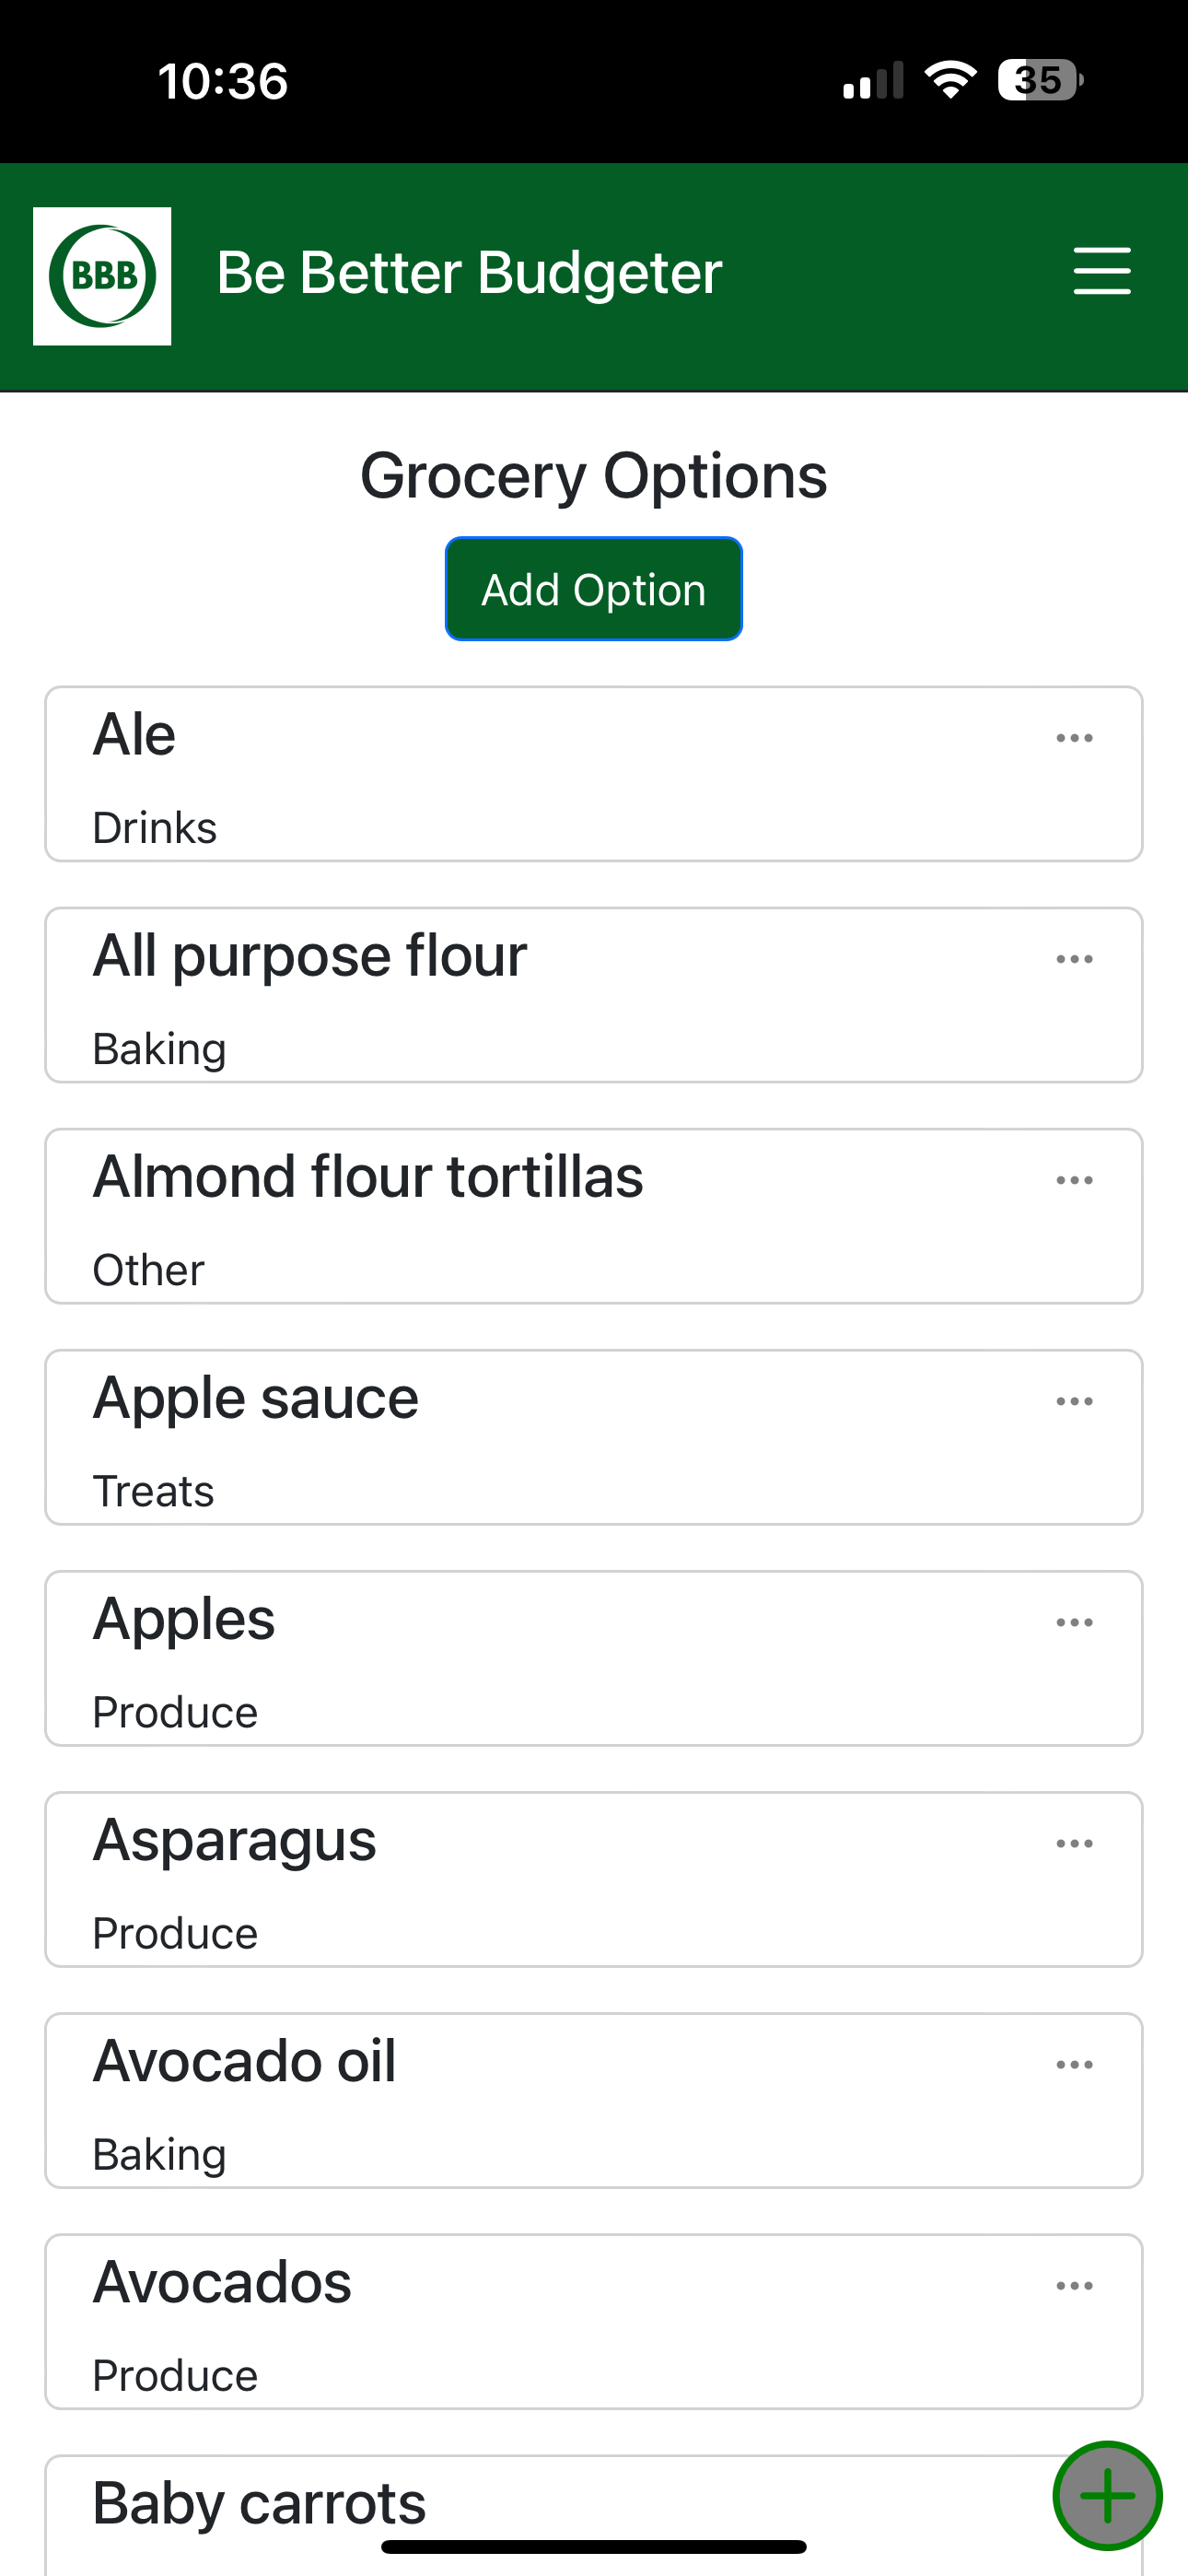 10:36
35
BBB
Be Better Budgeter
Grocery Options
Add Option
Ale
Drinks
All purpose flour
Baking
Almond flour tortillas
Other
Apple sauce
Treats
Apples
Produce
Asparagus
Produce
Avocado oil
Baking
Avocados
Produce
Baby carrots